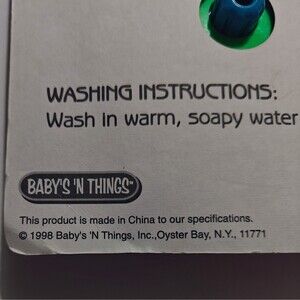 WASHING INSTRUCTIONS:
Wash in warm, soapy water
BABY'S 'N THINGS™
This product is made in China to our specifications.
© 1998 Baby's 'N Things, Inc.,Oyster Bay, N.Y., 11771